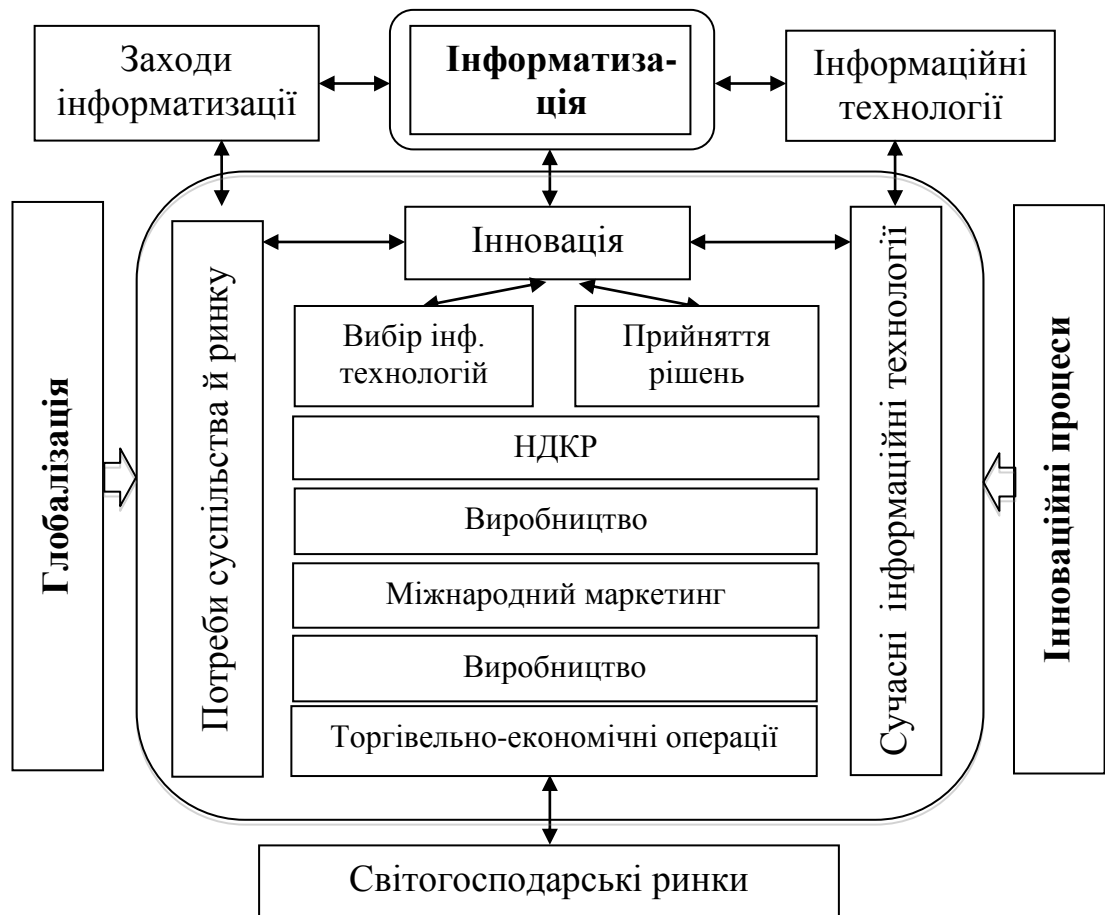 Заходи
інформатизації
Інформатиза-
ція
Інформаційні
технології
Глобалізація
Потреби суспільства й ринку
Інновація
Вибір інф.
технологій
Прийняття
рішень
НДКР
Виробництво
Міжнародний маркетинг
Виробництво
Торгівельно-економічні операції
Сучасні інформаційні технології
Інноваційні процеси
Світогосподарські ринки